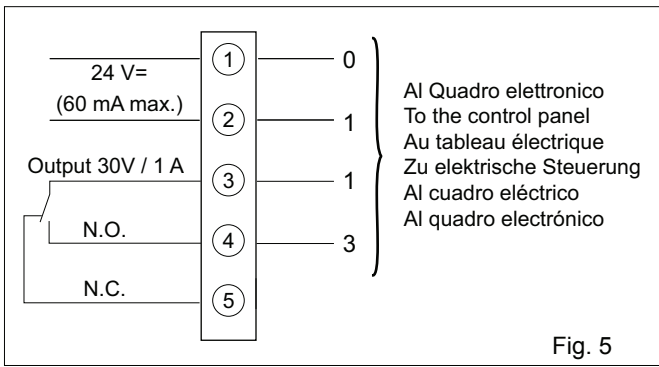 1 0
24 V=
(60 mA max.)
2 1
Output 30V / 1 A
3 1
N.O.
4 3
N.C.
5
Al Quadro elettronico
To the control panel
Au tableau électrique
Zu elektrische Steuerung
Al cuadro eléctrico
Al quadro electrónico
Fig. 5